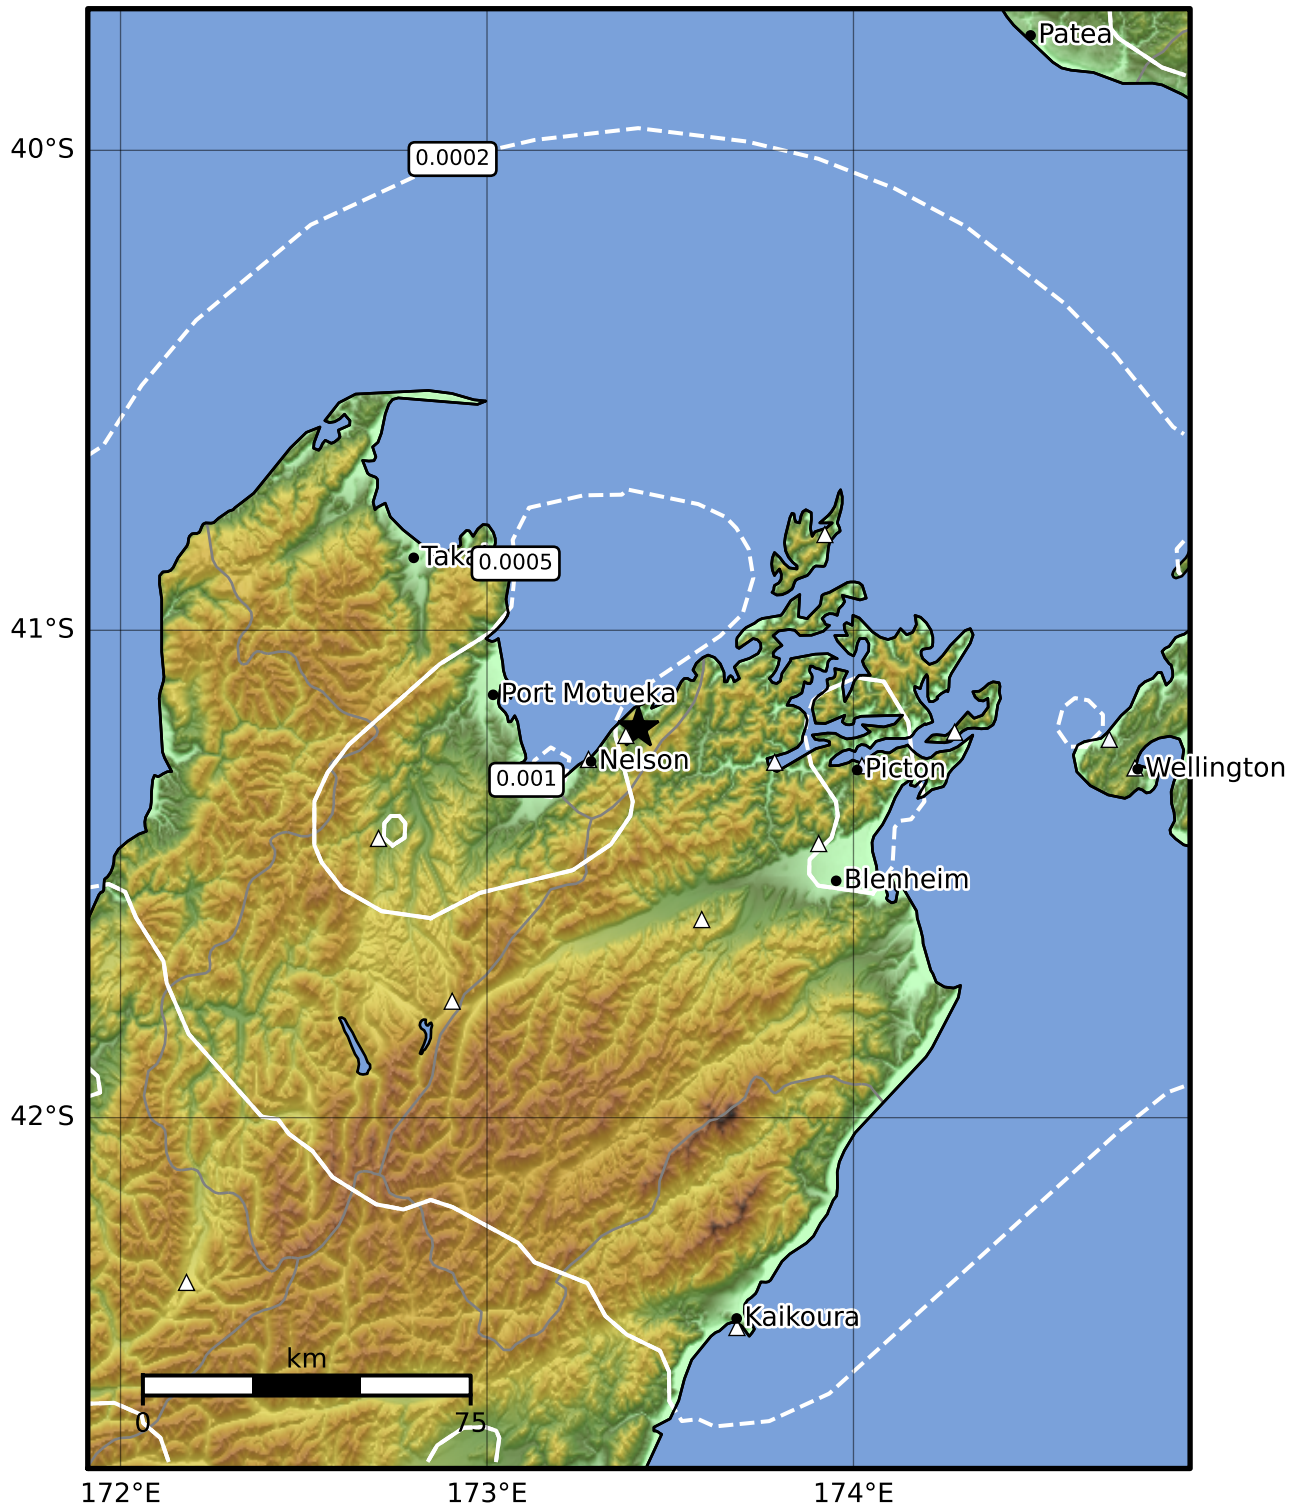 Patea
40°S
0.0002
Taka
0.0005
41°S
Port Motueka
Nelson
0.001
Picton
Wellington
Blenheim
42°S
Kaikoura
km
0
75
172°E
173°E
174°E